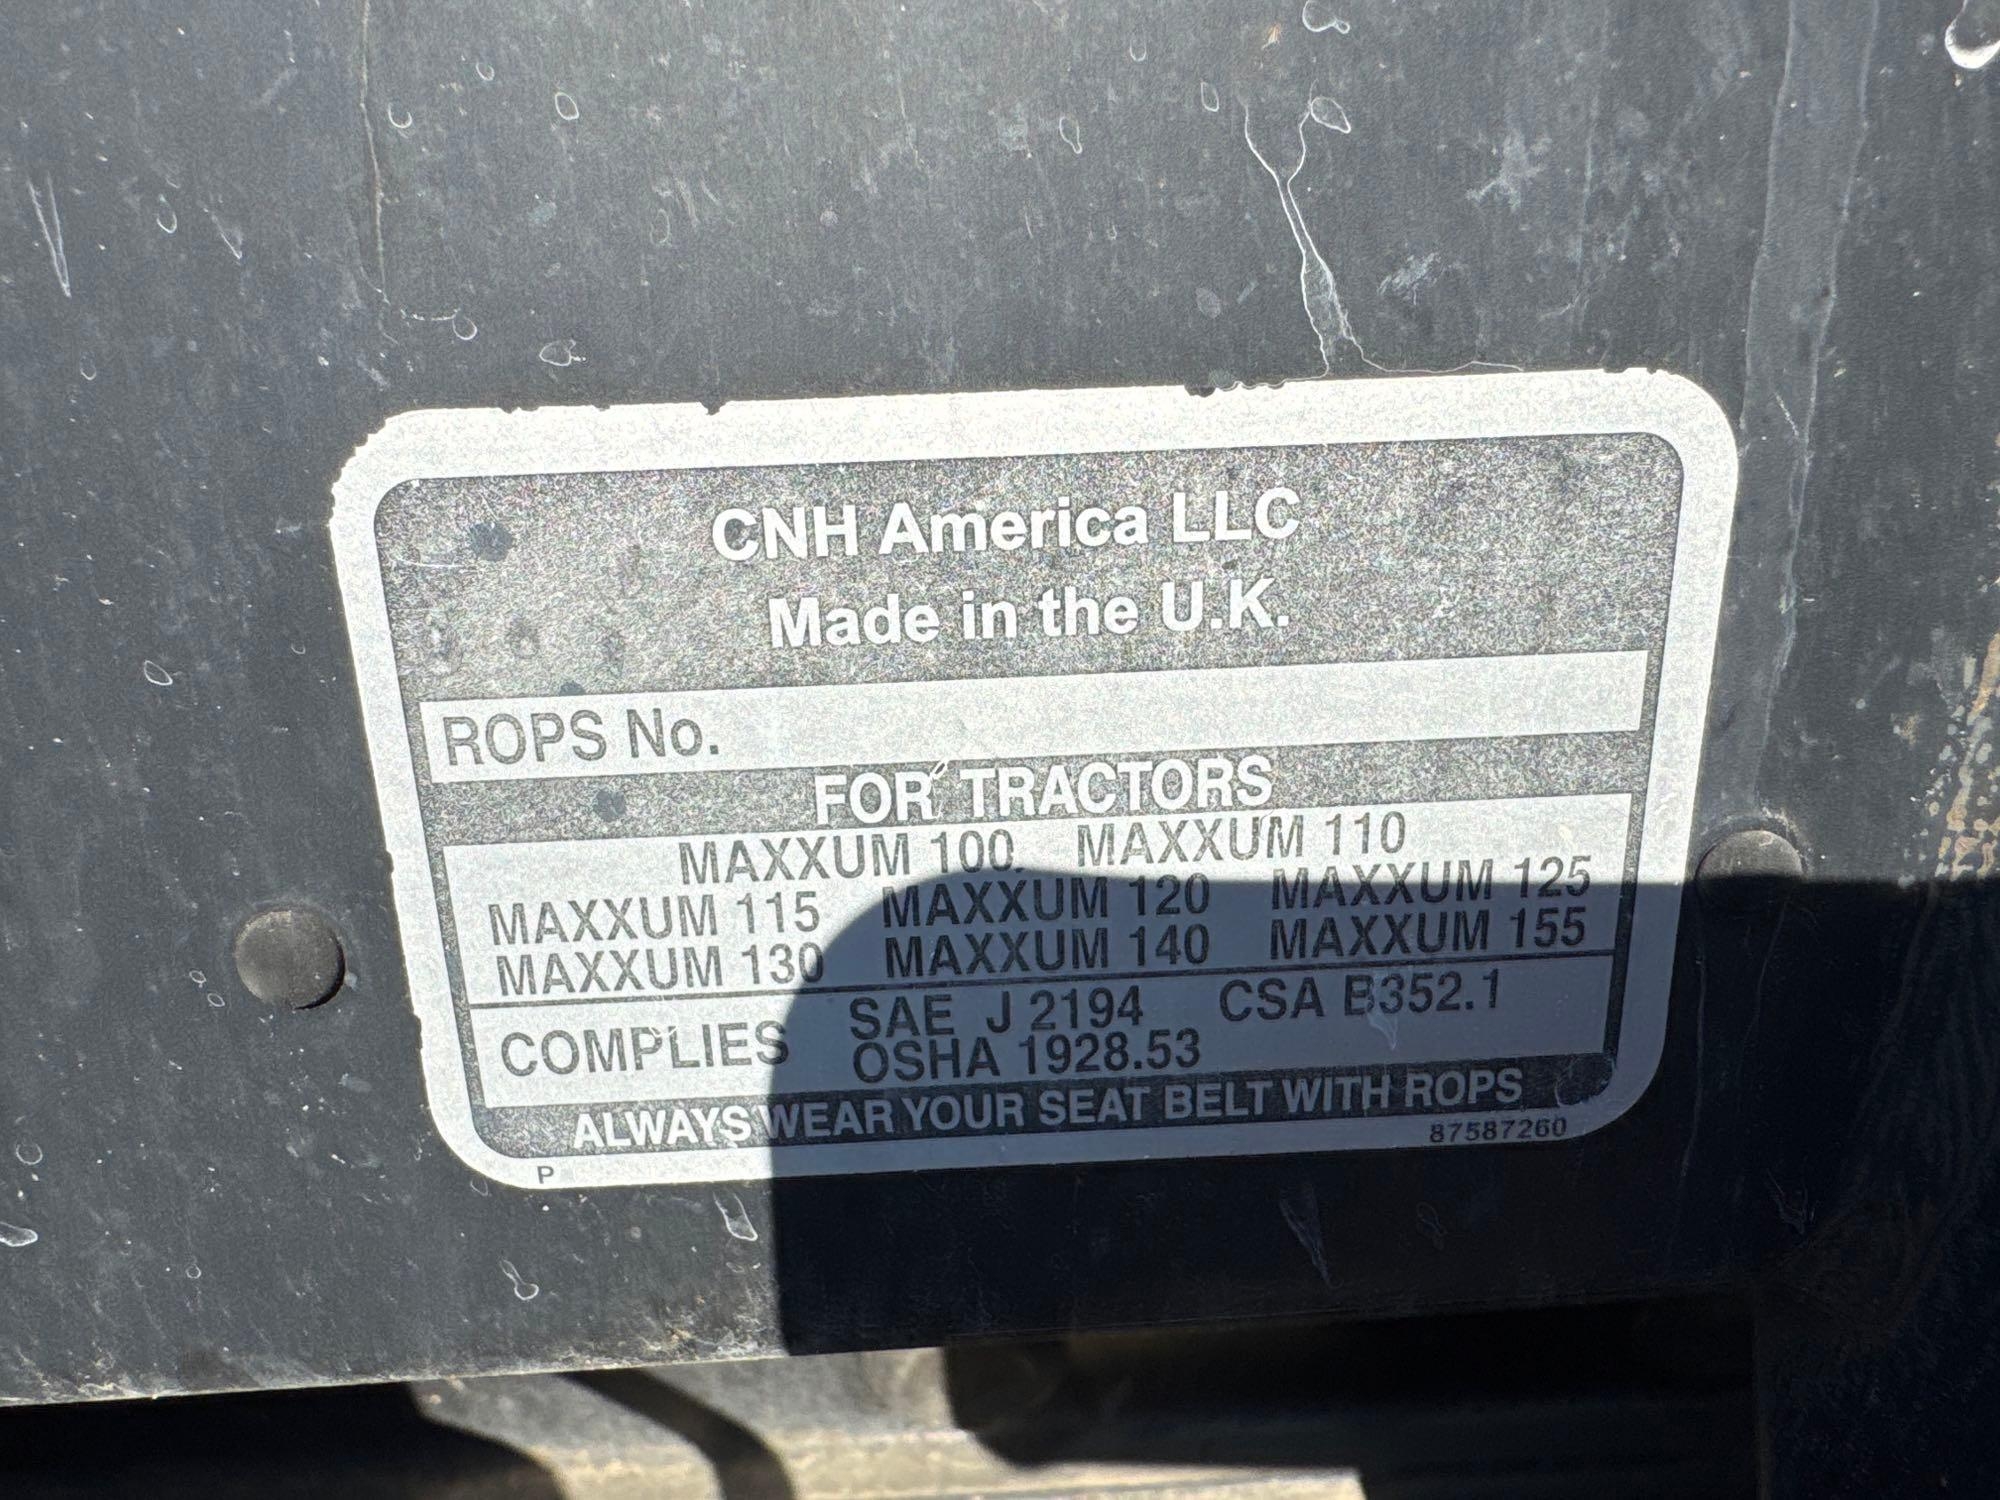 CNH America LLC
Made in the U.K.
ROPS No.
FOR TRACTORS
MAXXUM 100 MAXXUM 110
MAXXUM 115 MAXXUM 120 MAXXUM 125
MAXXUM 130 MAXXUM 140 MAXXUM 155
COMPLIES SAE J 2194 CSA B352.1
OSHA 1928.53
ALWAYS WEAR YOUR SEAT BELT WITH ROPS
87587260
P